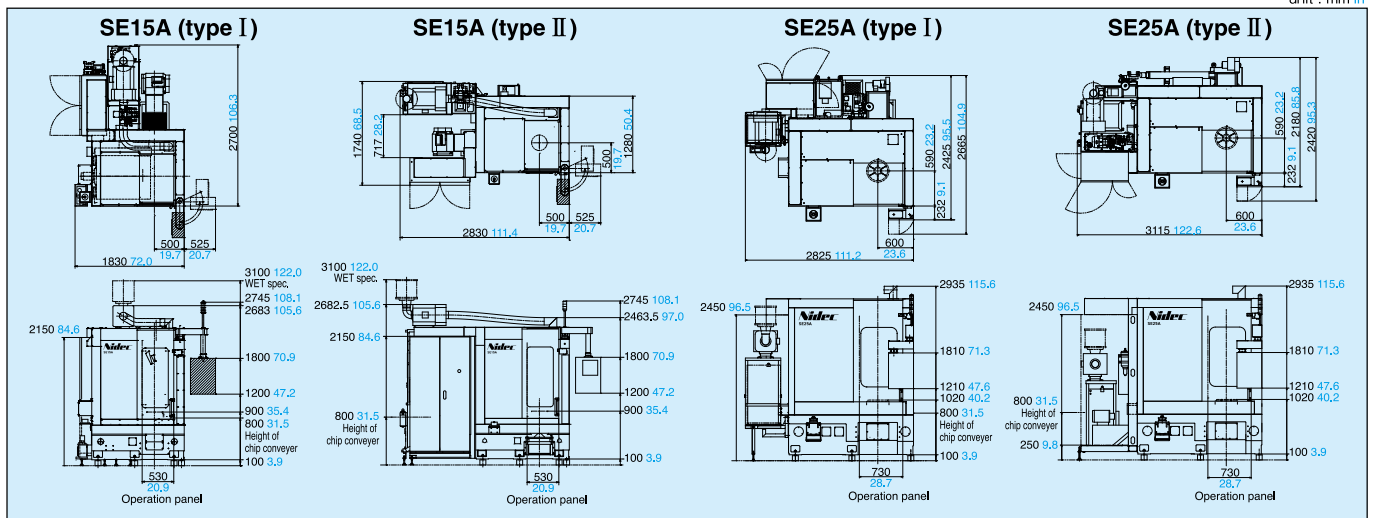 unit : mm in
SE15A (type Ⅰ)
2700 106.3
500 525
19.7 20.7
1830 72.0
3100 122.0
WET spec.
2745 108.1
2683 105.6
2150 84.6
Nidec
SE15A
1800 70.9
1200 47.2
900 35.4
800 31.5
Height of
chip conveyer
100 3.9
530
20.9
Operation panel
SE15A (type Ⅱ)
1740 68.5
717 28.2
500
19.7
1280 50.4
500 525
19.7 20.7
2830 111.4
3100 122.0
WET spec.
2682.5 105.6
2745 108.1
2463.5 97.0
2150 84.6
Nidec
SE15A
1800 70.9
1200 47.2
900 35.4
800 31.5
Height of
chip conveyer
100 3.9
530
20.9
Operation panel
SE25A (type Ⅰ)
590 23.2
232 9.1
2425 95.5
2665 104.9
600
23.6
2825 111.2
2935 115.6
2450 96.5
Nidec
SE25A
1810 71.3
1210 47.6
1020 40.2
800 31.5
Height of
chip conveyer
100 3.9
730
28.7
Operation panel
SE25A (type Ⅱ)
590 23.2
232 9.1
2180 85.8
2420 95.3
600
23.6
3115 122.6
2935 115.6
2450 96.5
Nidec
SE25A
1810 71.3
1210 47.6
1020 40.2
800 31.5
Height of
chip conveyer
250 9.8
100 3.9
730
28.7
Operation panel